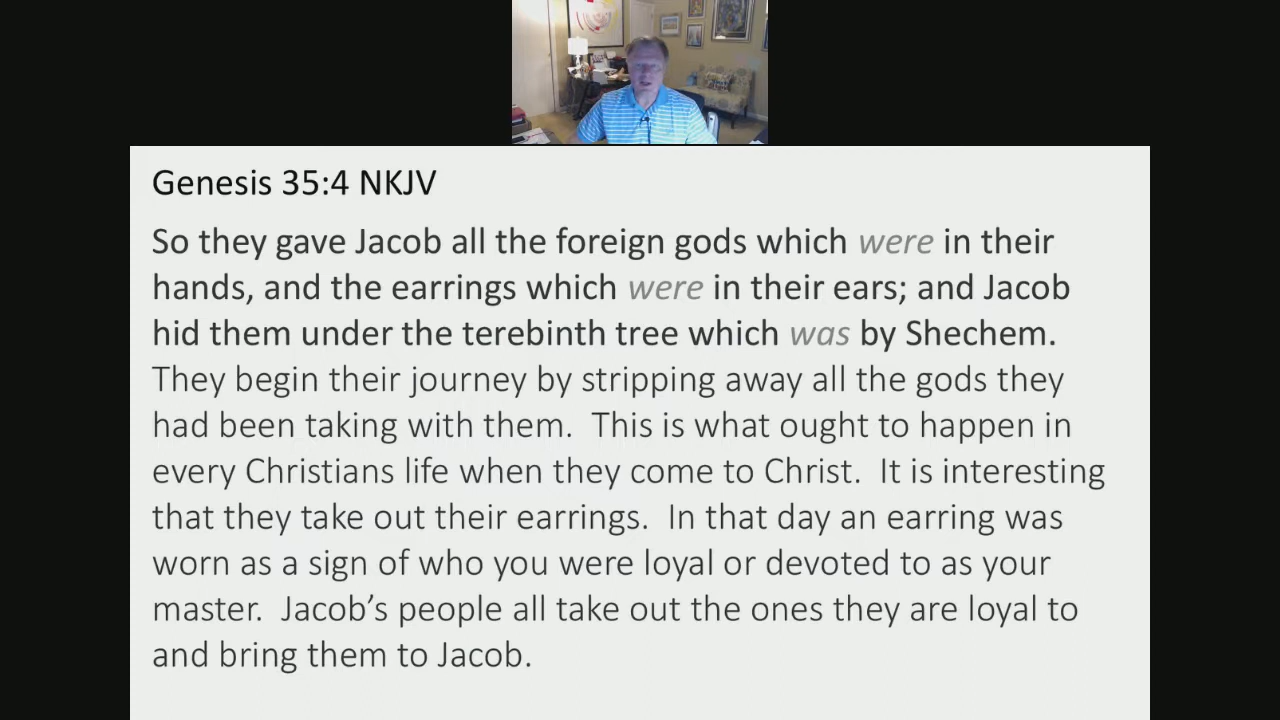 Genesis 35:4 NKJV
So they gave Jacob all the foreign gods which were in their
hands, and the earrings which were in their ears; and Jacob
hid them under the terebinth tree which was by Shechem.
They begin their journey by stripping away all the gods they
had been taking with them.  This is what ought to happen in
every Christians life when they come to Christ.  It is interesting
that they take out their earrings.  In that day an earring was
worn as a sign of who you were loyal or devoted to as your
master.  Jacob’s people all take out the ones they are loyal to
and bring them to Jacob.